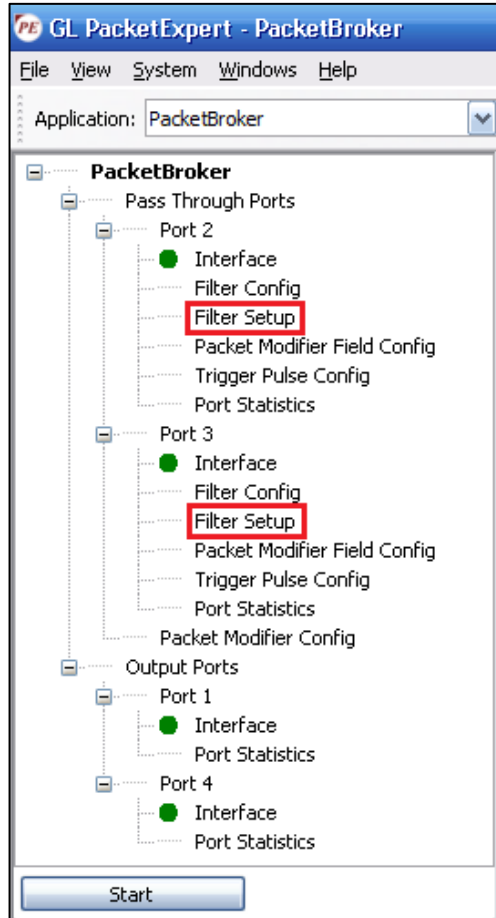 PE GL PacketExpert - PacketBroker
File View System Windows Help
Application: PacketBroker
PacketBroker
Pass Through Ports
Port 2
Interface
Filter Config
Filter Setup
Packet Modifier Field Config
Trigger Pulse Config
Port Statistics
Port 3
Interface
Filter Config
Filter Setup
Packet Modifier Field Config
Trigger Pulse Config
Port Statistics
Packet Modifier Config
Output Ports
Port 1
Interface
Port Statistics
Port 4
Interface
Port Statistics
Start